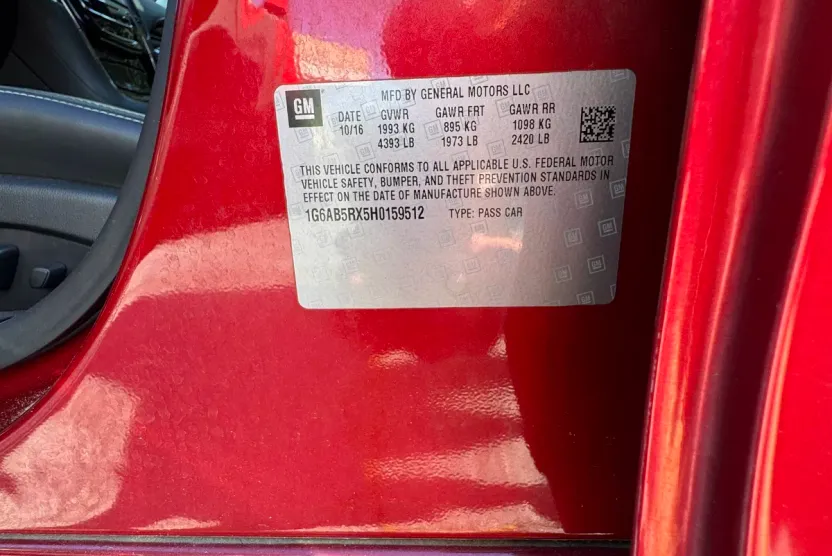 GM
MFD BY GENERAL MOTORS LLC
DATE GVWR GAWR FRT GAWR RR
10/16 1993 KG 895 KG 1098 KG
4393 LB 1973 LB 2420 LB
THIS VEHICLE CONFORMS TO ALL APPLICABLE U.S. FEDERAL MOTOR
VEHICLE SAFETY, BUMPER, AND THEFT PREVENTION STANDARDS IN
EFFECT ON THE DATE OF MANUFACTURE SHOWN ABOVE.
1G6AB5RX5H0159512 TYPE: PASS CAR